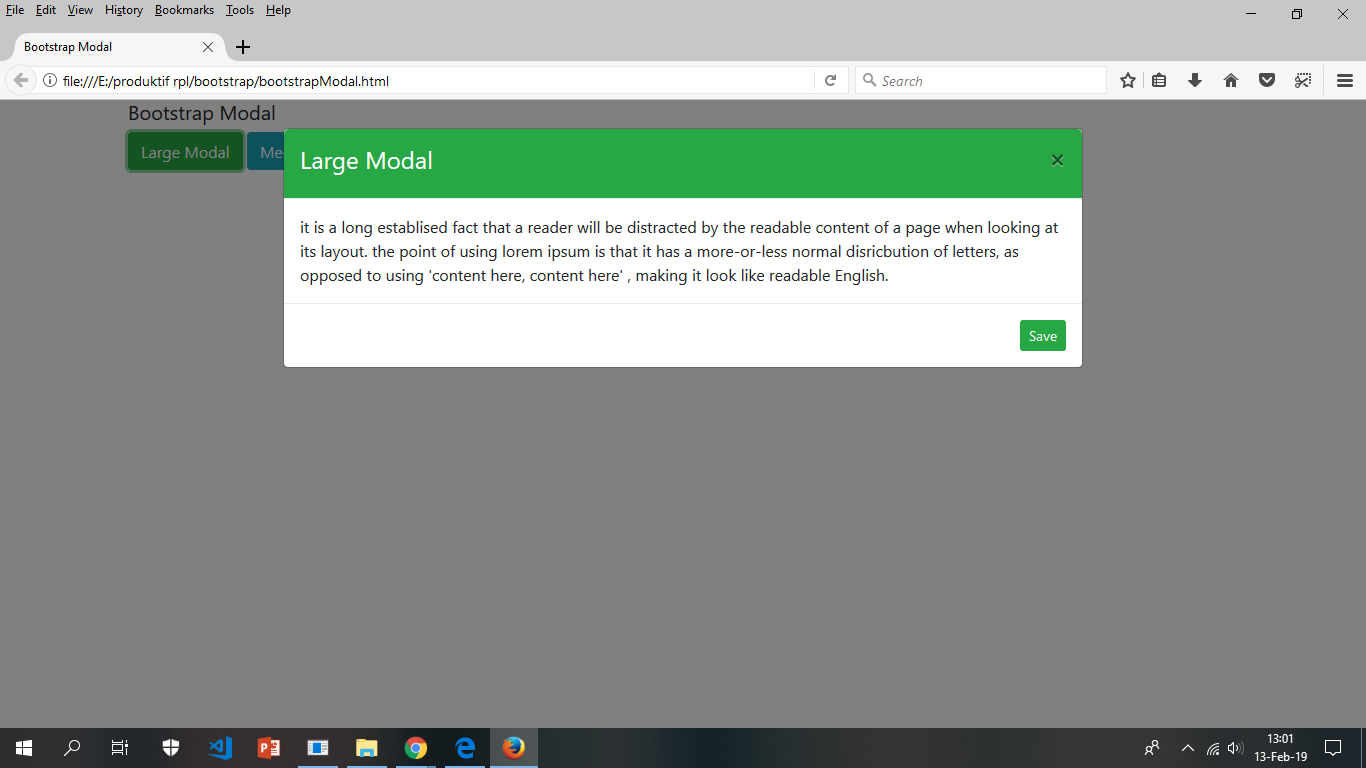 File Edit View History Bookmarks Tools Help
Bootstrap Modal
file:///E:/produktif rpl/bootstrap/bootstrapModal.html
Search
Bootstrap Modal
Large Modal Me
Large Modal ×
it is a long establised fact that a reader will be distracted by the readable content of a page when looking at
its layout. the point of using lorem ipsum is that it has a more-or-less normal disricbution of letters, as
opposed to using 'content here, content here' , making it look like readable English.
Save
13:01
13-Feb-19